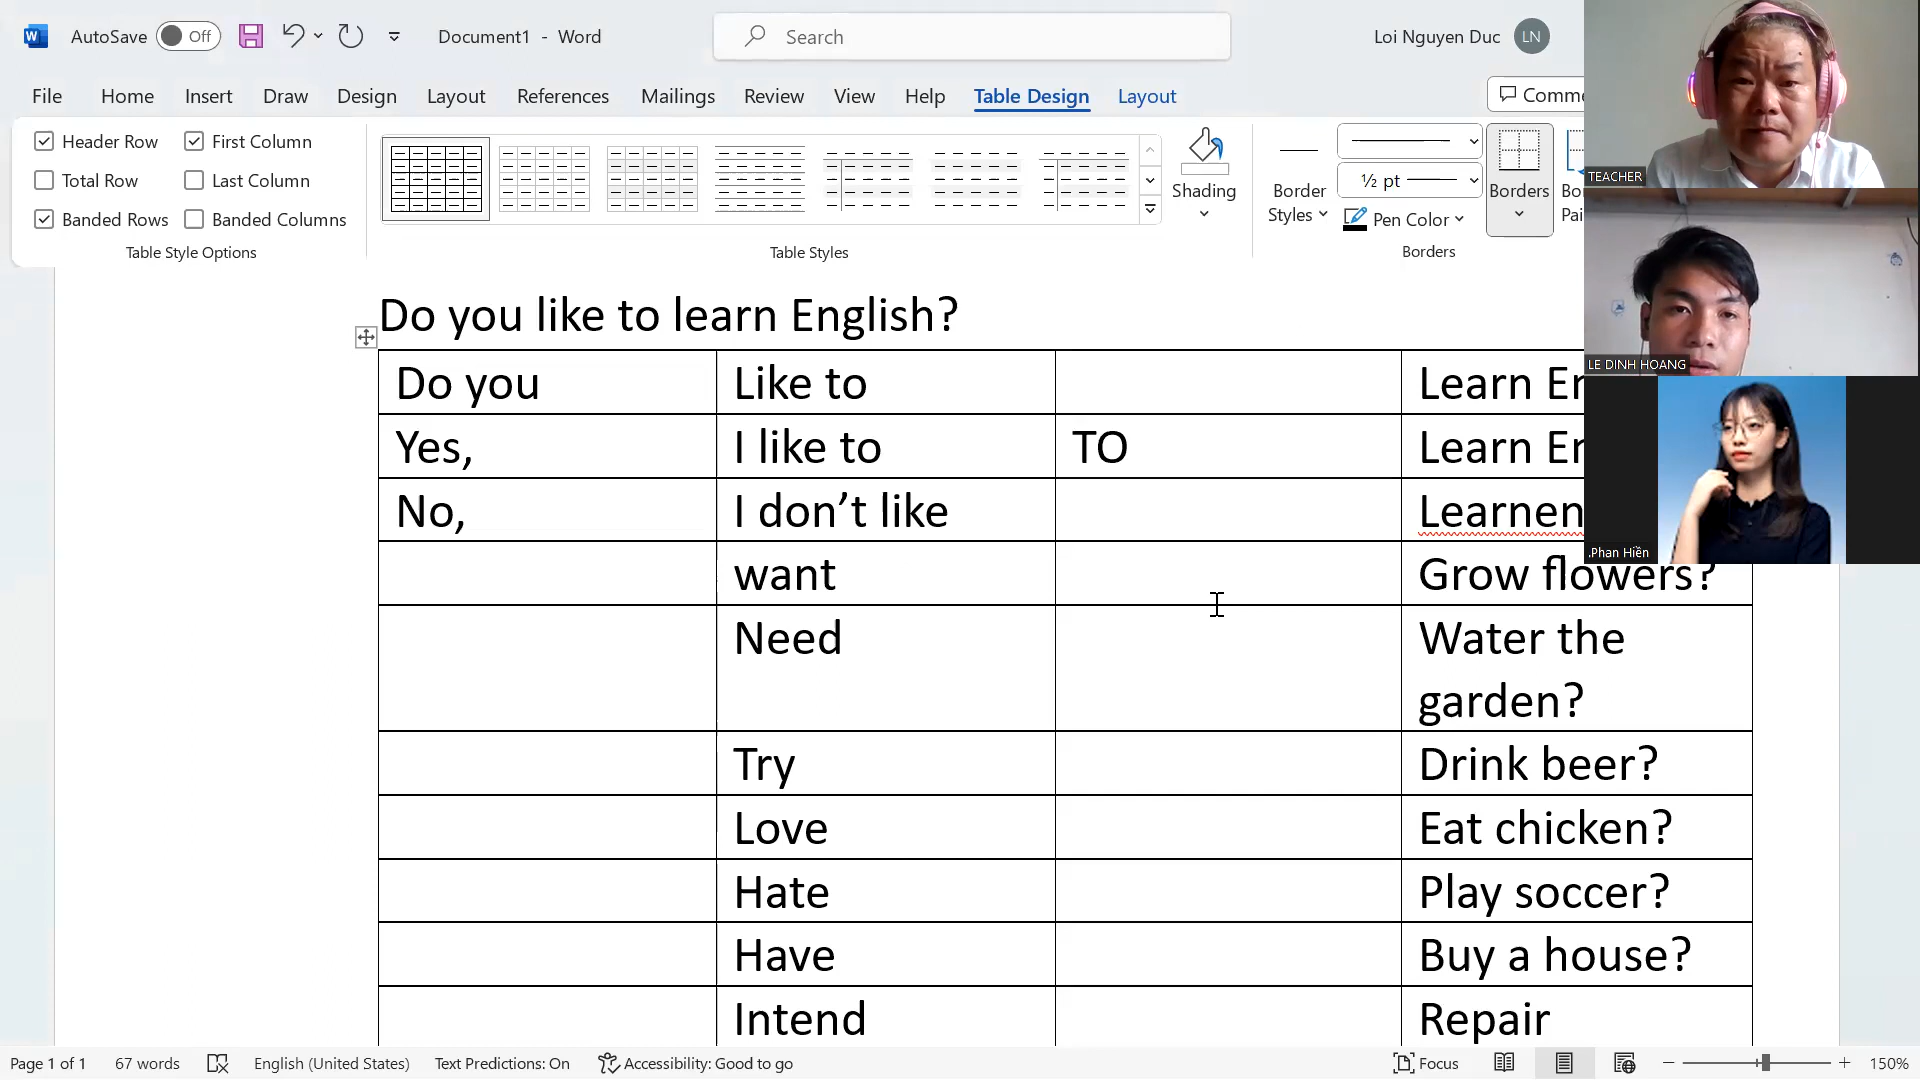 AutoSave Off Document1 - Word Search Loi Nguyen Duc LN
File Home Insert Draw Design Layout References Mailings Review View Help Table Design Layout
Header Row First Column
Total Row Last Column
Banded Rows Banded Columns
Table Style Options
Table Styles
Shading
Border
Styles
½ pt
Pen Color
Borders
Borders
TEACHER
LE DINH HOANG
.Phan Hiền
Do you like to learn English?
Do you Like to Learn
Yes, I like to TO Learn
No, I don’t like
want Grow flowers?
Need Water the
garden?
Try Drink beer?
Love Eat chicken?
Hate Play soccer?
Have Buy a house?
Intend Repair
Page 1 of 1 67 words English (United States) Text Predictions: On Accessibility: Good to go Focus 150%